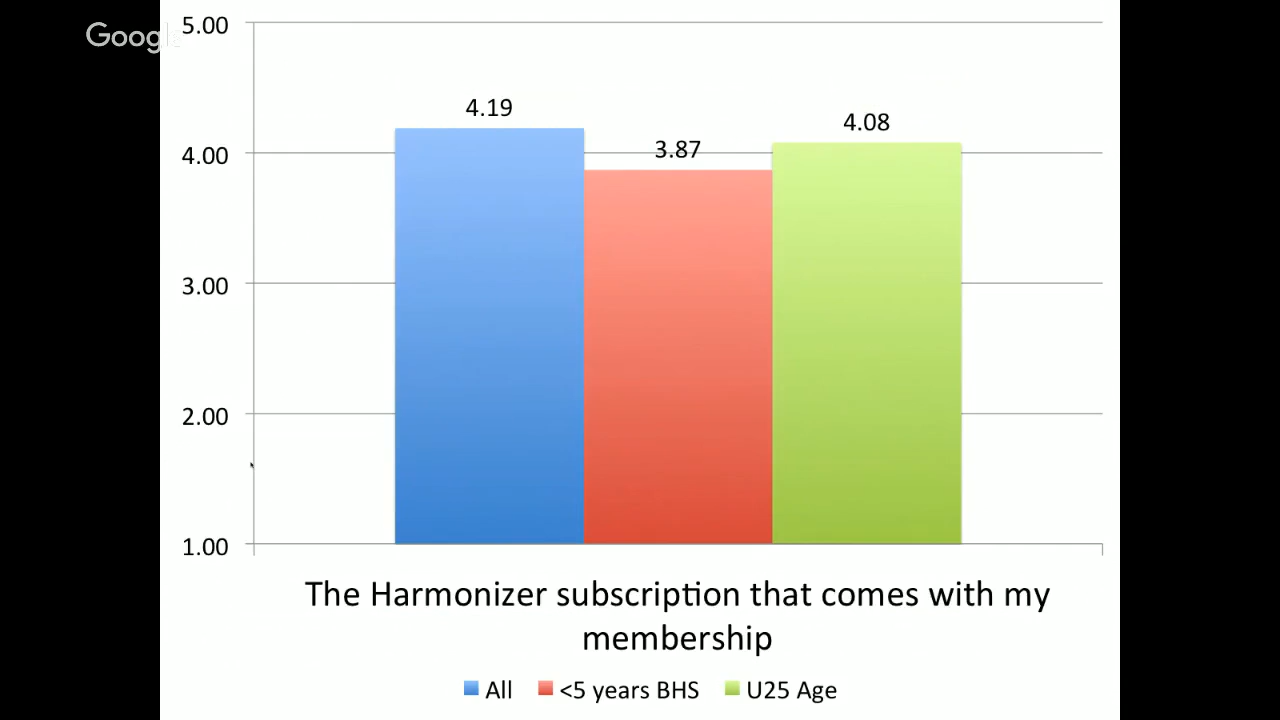 Google
5.00
4.19
4.08
4.00
3.87
3.00
2.00
1.00
The Harmonizer subscription that comes with my
membership
All <5 years BHS U25 Age